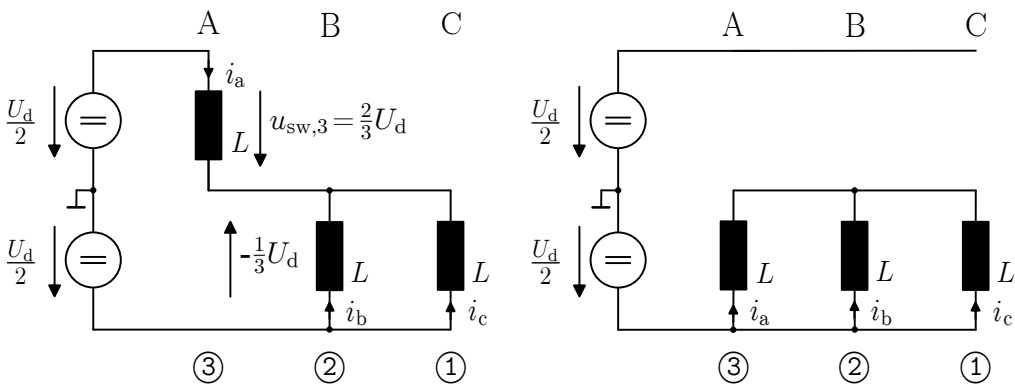 A B C A B C
i_a
U_d/2 u_sw,3 = 2/3 U_d U_d/2
L
U_d/2 -1/3 U_d L L U_d/2 L L L
i_b i_c i_a i_b i_c
③ ② ① ③ ② ①